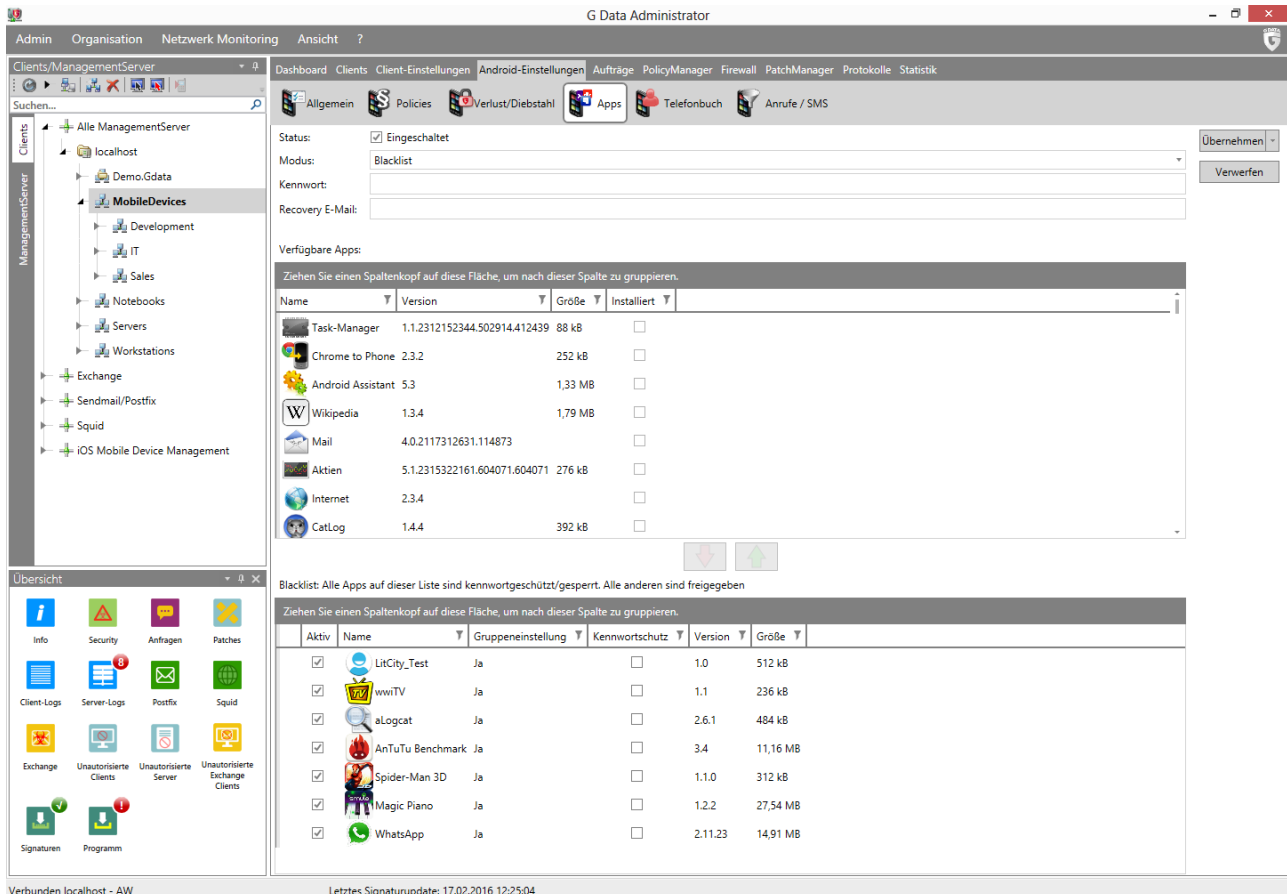 G Data Administrator
Admin Organisation Netzwerk Monitoring Ansicht ?
G DATA
Clients/ManagementServer
Suchen...
Clients
ManagementServer
Alle ManagementServer
localhost
Demo.Gdata
MobileDevices
Development
IT
Sales
Notebooks
Servers
Workstations
Exchange
Sendmail/Postfix
Squid
iOS Mobile Device Management
Dashboard Clients Client-Einstellungen Android-Einstellungen Aufträge PolicyManager Firewall PatchManager Protokolle Statistik
Allgemein Policies Verlust/Diebstahl Apps Telefonbuch Anrufe / SMS
Status: Eingeschaltet
Modus: Blacklist
Kennwort:
Recovery E-Mail:
Übernehmen
Verwerfen
Verfügbare Apps:
Ziehen Sie einen Spaltenkopf auf diese Fläche, um nach dieser Spalte zu gruppieren.
Name Version Größe Installiert
Task-Manager 1.1.2312152344.502914.412439 88 kB
Chrome to Phone 2.3.2 252 kB
Android Assistant 5.3 1,33 MB
W Wikipedia 1.3.4 1,79 MB
Mail 4.0.2117312631.114873
Aktien 5.1.2315322161.604071.604071 276 kB
Internet 2.3.4
CatLog 1.4.4 392 kB
Blacklist: Alle Apps auf dieser Liste sind kennwortgeschützt/gesperrt. Alle anderen sind freigegeben
Ziehen Sie einen Spaltenkopf auf diese Fläche, um nach dieser Spalte zu gruppieren.
Aktiv Name Gruppeneinstellung Kennwortschutz Version Größe
LitCity_Test Ja 1.0 512 kB
TV wwiTV Ja 1.1 236 kB
aLogcat Ja 2.6.1 484 kB
AnTuTu Benchmark Ja 3.4 11,16 MB
Spider-Man 3D Ja 1.1.0 312 kB
smule Magic Piano Ja 1.2.2 27,54 MB
WhatsApp Ja 2.11.23 14,91 MB
Übersicht
i
8
Info Security Anfragen Patches
Client-Logs Server-Logs Postfix Squid
Exchange Unautorisierte Clients Unautorisierte Server Unautorisierte Exchange Clients
!
Signaturen Programm
Verbunden localhost - AW Letztes Signaturupdate: 17.02.2016 12:25:04